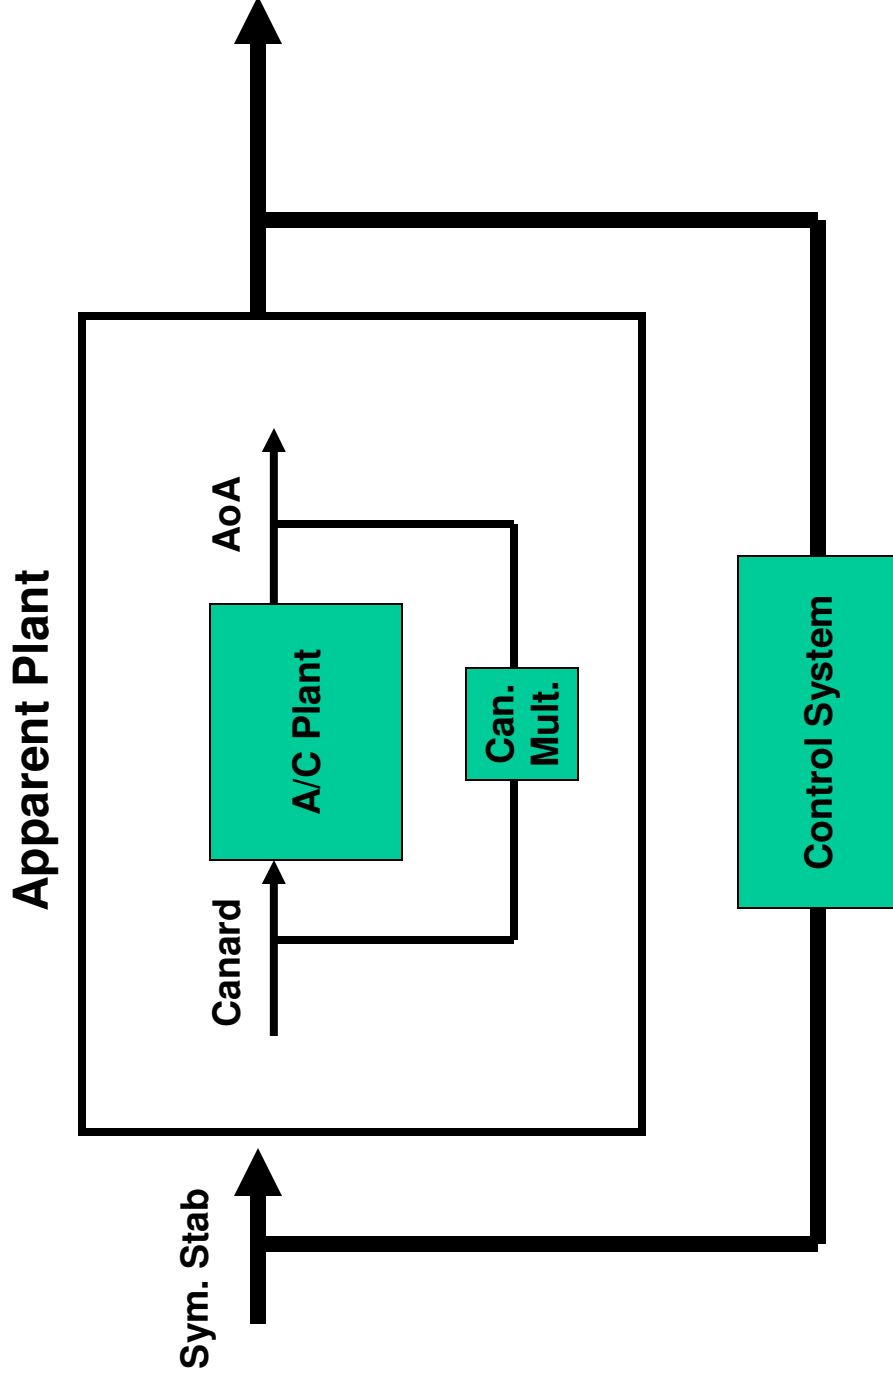 Apparent Plant
Sym. Stab
Canard
AoA
A/C Plant
Can.
Mult.
Control System